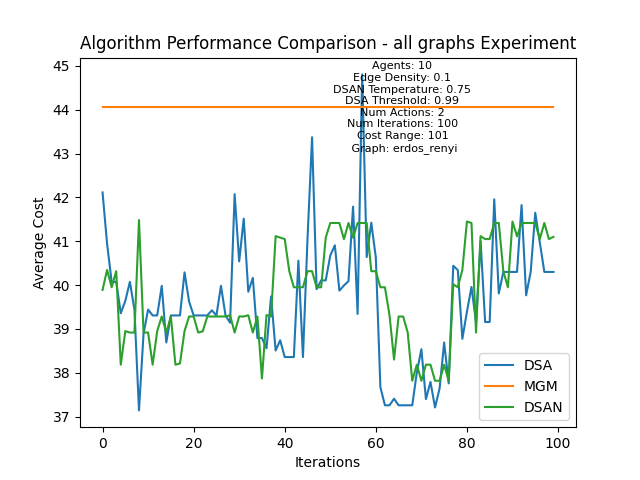 Algorithm Performance Comparison - all graphs Experiment
Agents: 10
Edge Density: 0.1
DSAN Temperature: 0.75
DSA Threshold: 0.99
Num Actions: 2
Num Iterations: 100
Cost Range: 101
Graph: erdos_renyi
Average Cost
45
44
43
42
41
40
39
38
37
DSA
MGM
DSAN
0
20
40
60
80
100
Iterations